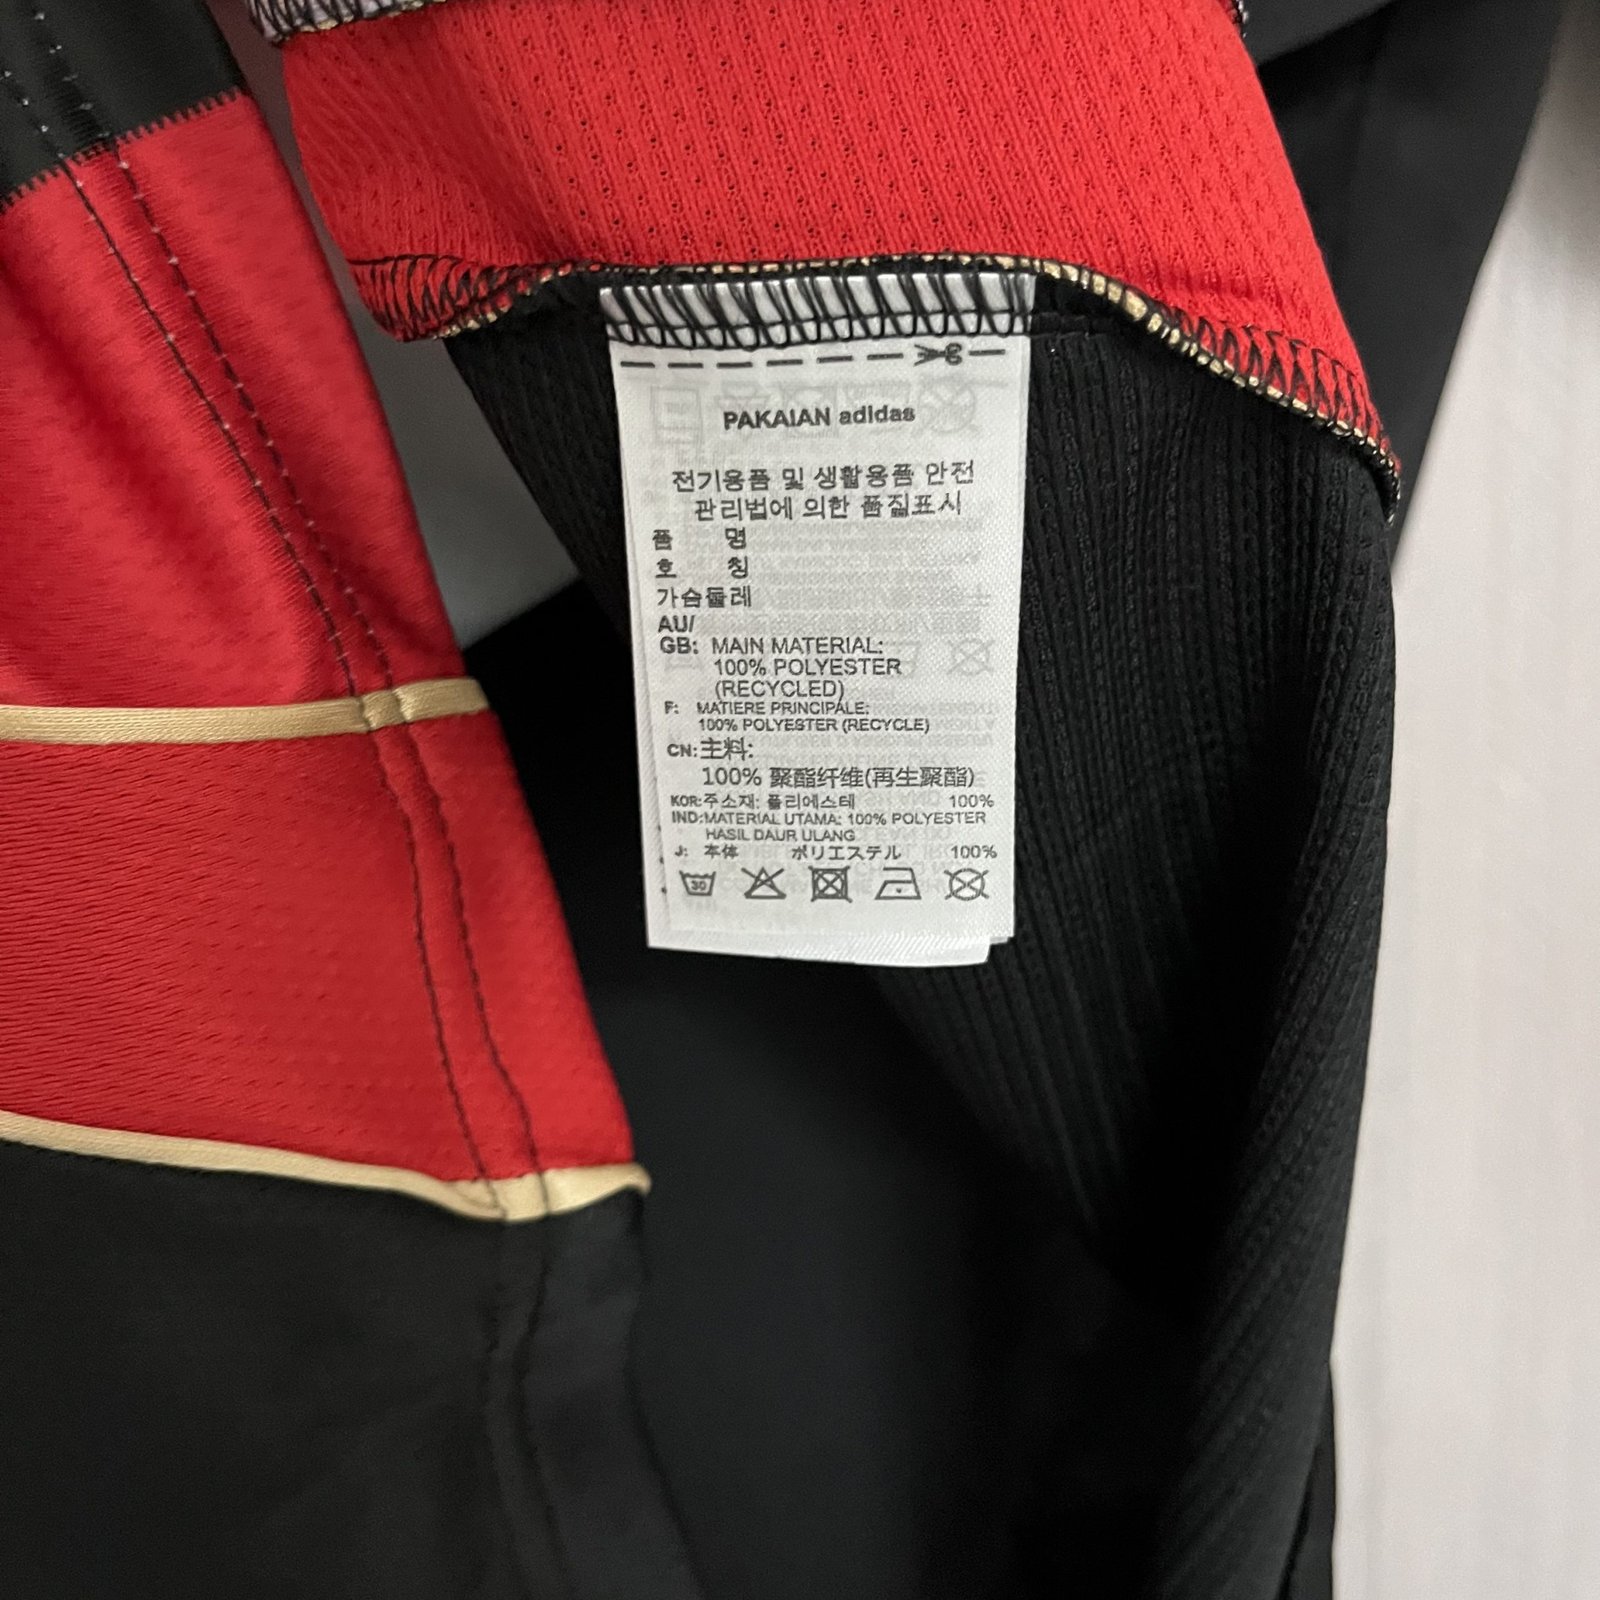 PAKAIAN adidas
전기용품 및 생활용품 안전
관리법에 의한 품질표시
품 명
호 칭
가슴둘레
AU/
GB: MAIN MATERIAL:
100% POLYESTER
(RECYCLED)
F: MATIERE PRINCIPALE:
100% POLYESTER (RECYCLE)
CN: 主料:
100% 聚酯纤维(再生聚酯)
KOR: 주소재: 폴리에스테 100%
IND: MATERIAL UTAMA: 100% POLYESTER
HASIL DAUR ULANG
J: 本体 ポリエステル 100%
30